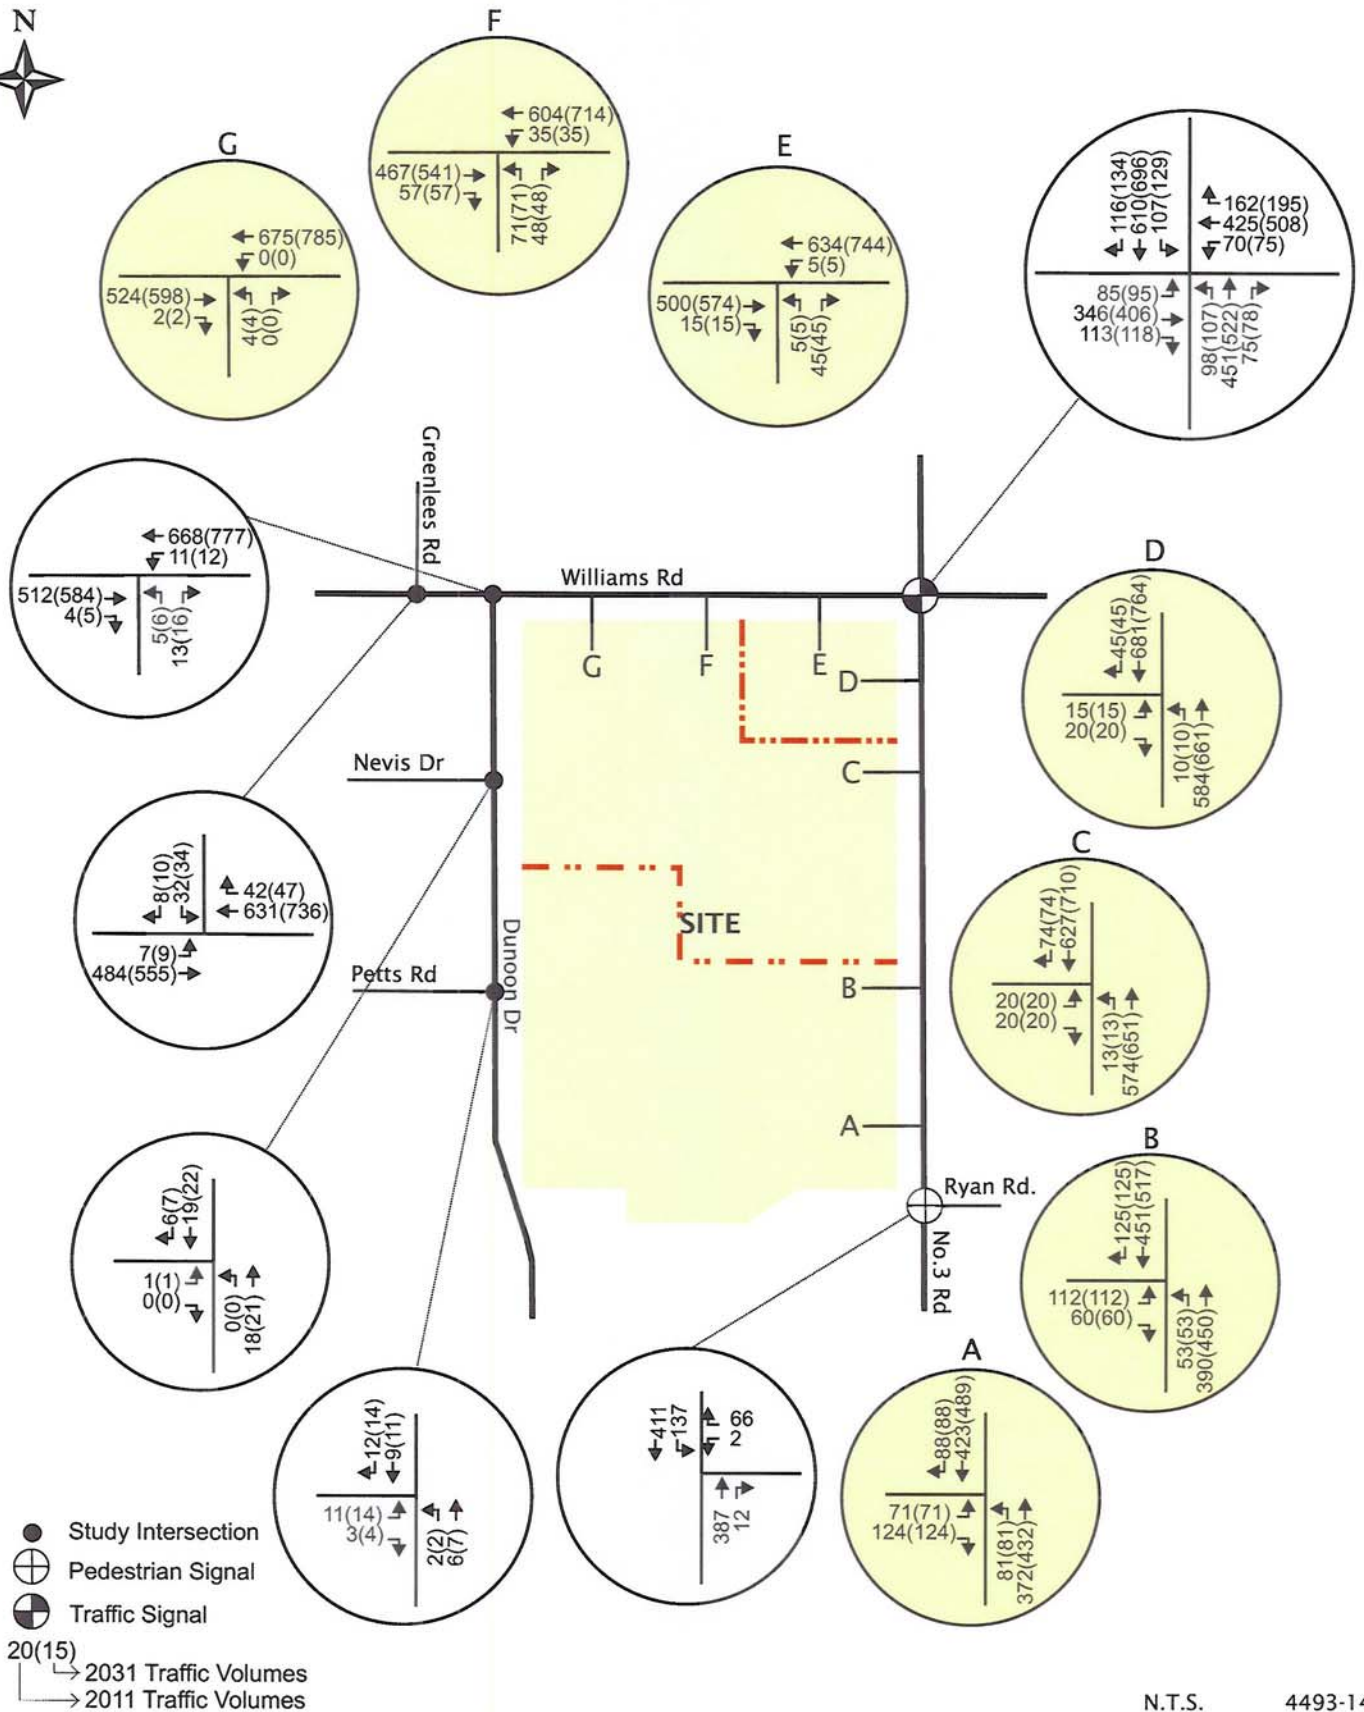 N
F
604(714)
35(35)
467(541)
57(57)
71(71)
48(48)
G
675(785)
0(0)
524(598)
2(2)
4(4)
0(0)
E
634(744)
5(5)
500(574)
15(15)
5(5)
45(45)
116(134)
610(696)
107(129)
162(195)
425(508)
70(75)
85(95)
346(406)
113(118)
98(107)
451(522)
75(78)
668(777)
11(12)
512(584)
4(5)
5(6)
13(16)
Greenlees Rd
Williams Rd
G
F
E
D
C
B
A
Nevis Dr
Petts Rd
Dunoon Dr
SITE
Ryan Rd.
No.3 Rd
D
45(45)
681(764)
15(15)
20(20)
10(10)
584(661)
8(10)
32(34)
42(47)
631(736)
7(9)
484(555)
C
74(74)
627(710)
20(20)
20(20)
13(13)
574(651)
6(7)
19(22)
1(1)
0(0)
0(0)
18(21)
B
125(125)
451(517)
112(112)
60(60)
53(53)
390(450)
12(14)
9(11)
11(14)
3(4)
2(2)
6(7)
411
137
66
2
387
12
A
88(88)
423(489)
71(71)
124(124)
81(81)
372(432)
Study Intersection
Pedestrian Signal
Traffic Signal
20(15)
2031 Traffic Volumes
2011 Traffic Volumes
N.T.S.
4493-14